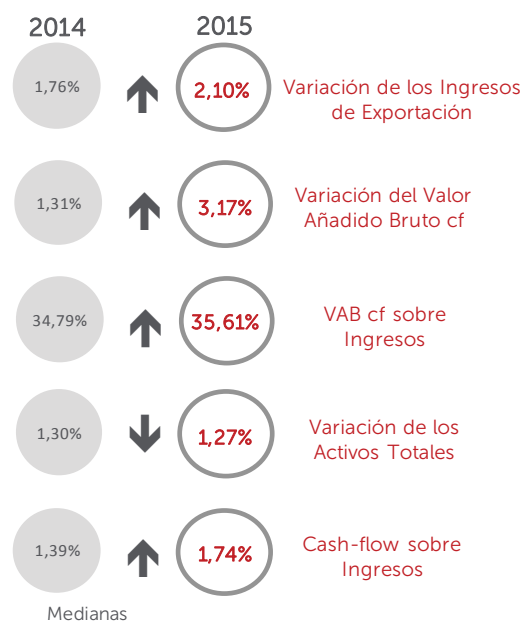 2014
2015
1,76%
2,10%
Variación de los Ingresos
de Exportación
1,31%
3,17%
Variación del Valor
Añadido Bruto cf
34,79%
35,61%
VAB cf sobre
Ingresos
1,30%
1,27%
Variación de los
Activos Totales
1,39%
1,74%
Cash-flow sobre
Ingresos
Medianas